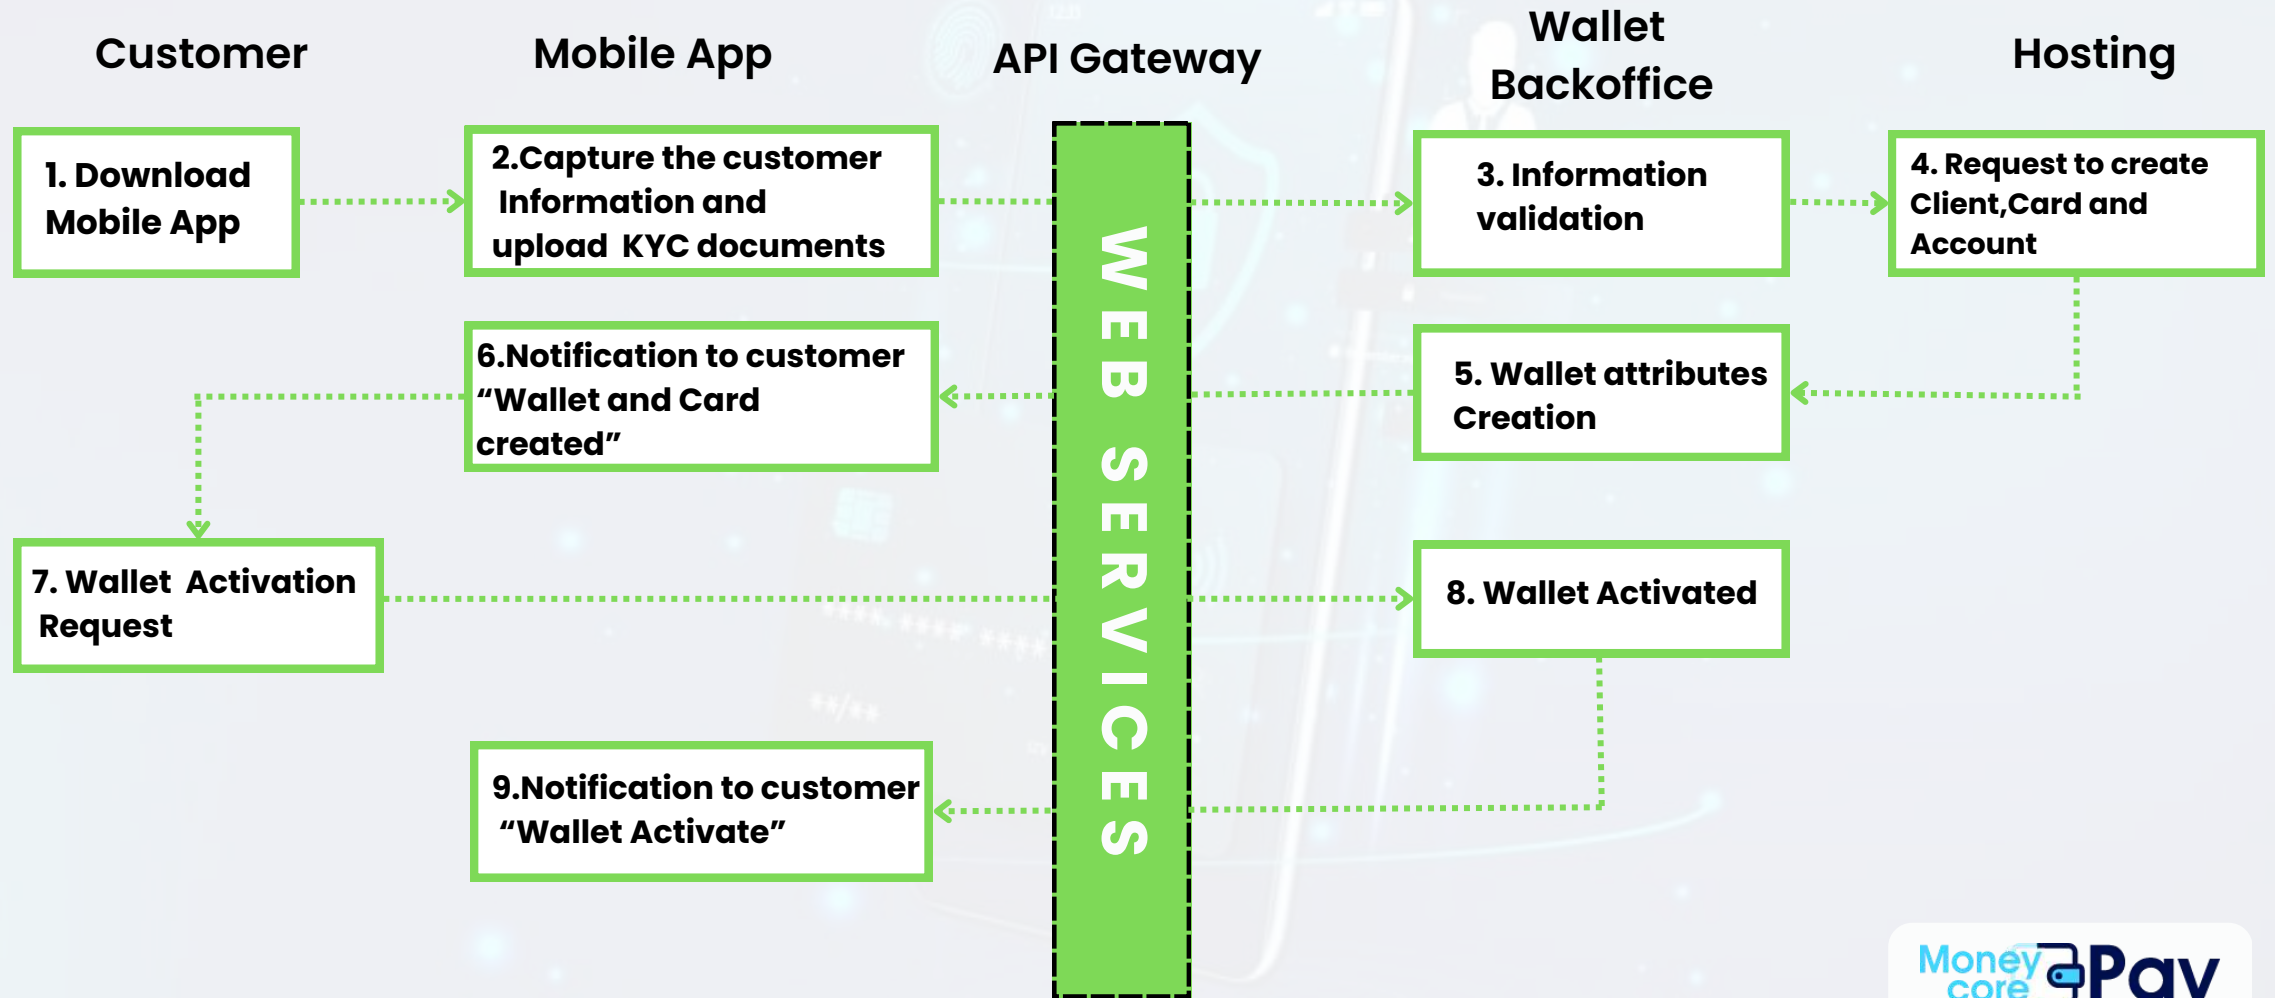 Customer
Mobile App
API Gateway
Wallet
Backoffice
Hosting
1. Download
Mobile App
2.Capture the customer
Information and
upload KYC documents
3. Information
validation
4. Request to create
Client,Card and
Account
WEB SERVICES
6.Notification to customer
“Wallet and Card
created”
5. Wallet attributes
Creation
7. Wallet Activation
Request
8. Wallet Activated
9.Notification to customer
“Wallet Activate”
**** **** ****
**/**
Money
core
Pay